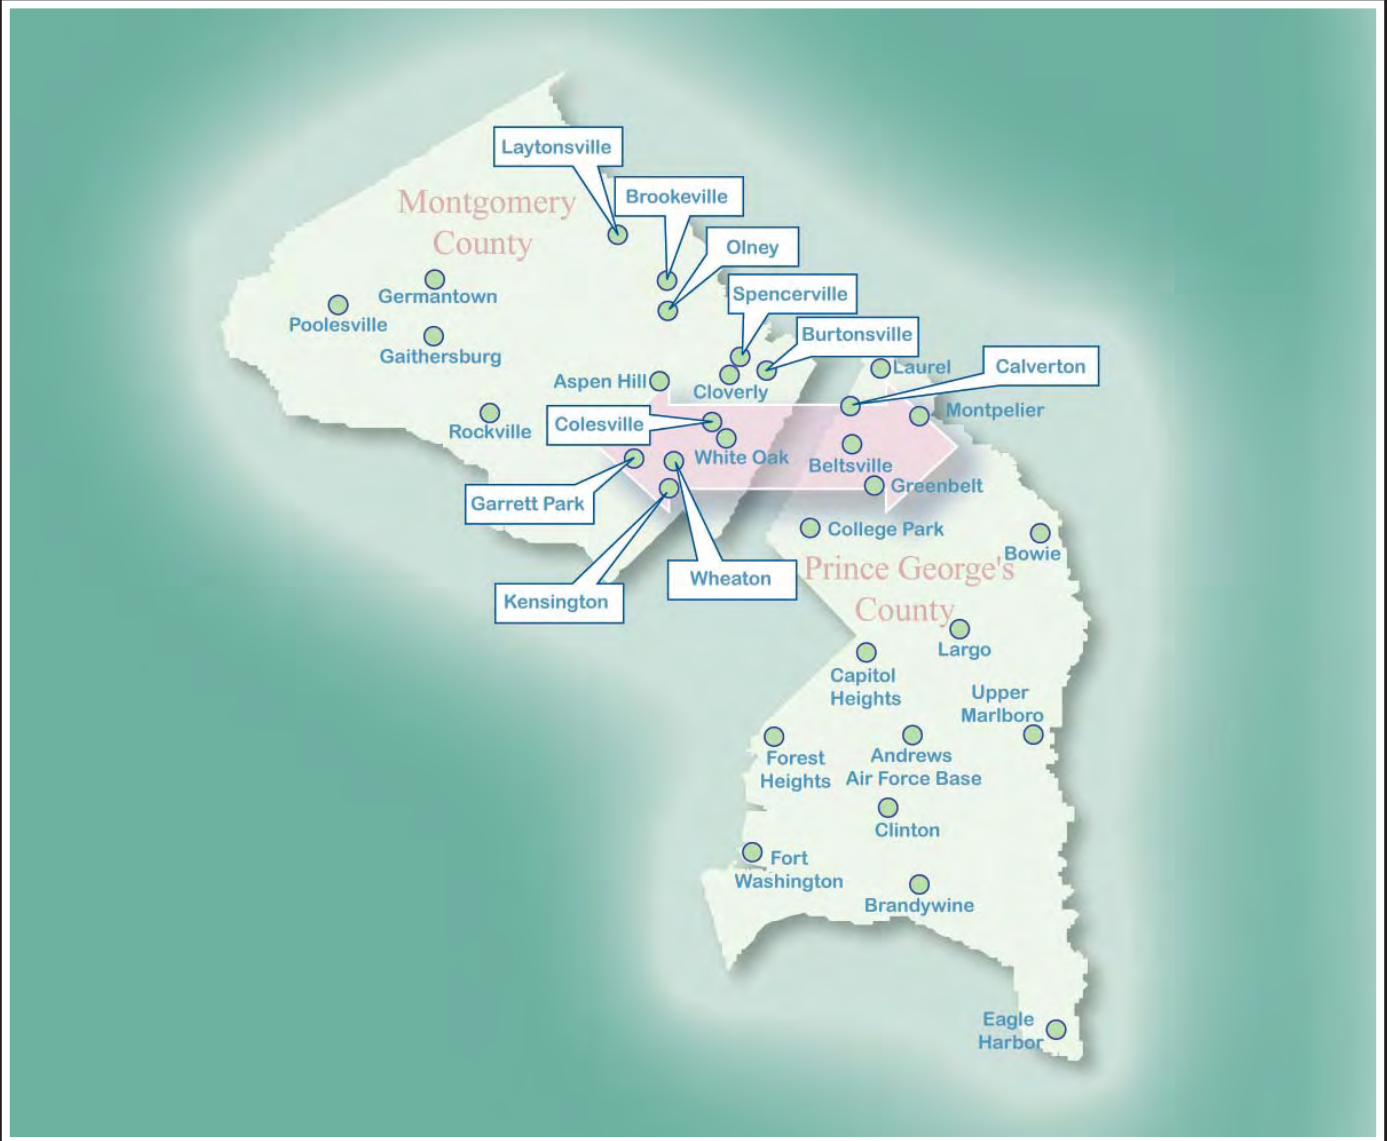 Laytonsville
Montgomery
County
Brookeville
Olney
Spencerville
Burtonsville
Germantown
Poolesville
Gaithersburg
Aspen Hill
Cloverly
Laurel
Calverton
Montpelier
Rockville
Colesville
White Oak
Beltsville
Greenbelt
Garrett Park
College Park
Bowie
Wheaton
Kensington
Prince George's
County
Largo
Capitol
Heights
Upper
Marlboro
Forest
Heights
Andrews
Air Force Base
Clinton
Fort
Washington
Brandywine
Eagle
Harbor